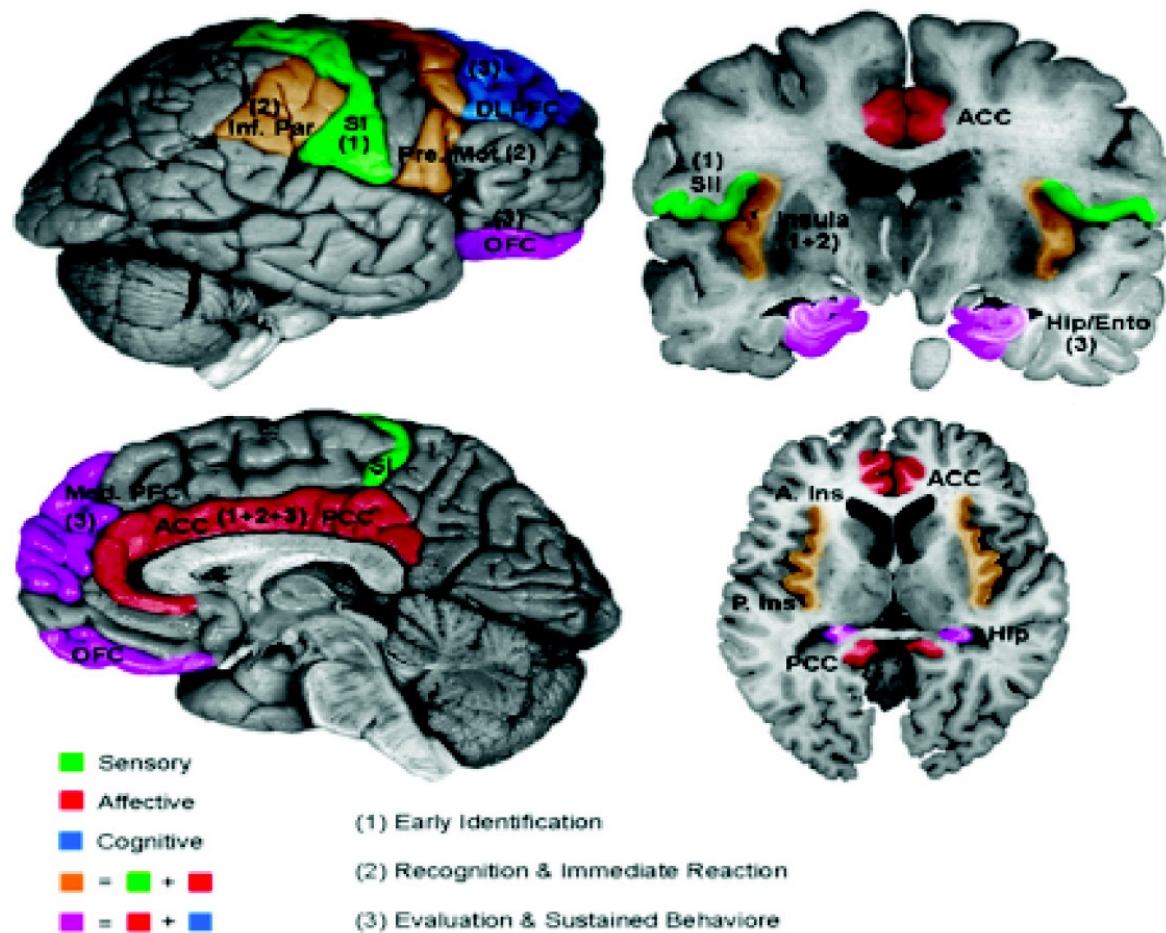 (3)
DLPFC
(2)
Inf. Par
SI
(1)
Pre. Mot (2)
(3)
OFC
ACC
(1)
SII
Insula
(1+2)
Hip/Ento
(3)
Med. PFC
(3)
SI
ACC (1+2+3) PCC
OFC
ACC
A. Ins
P. Ins
Hip
PCC
Sensory
Affective
Cognitive
= +
= +
(1) Early Identification
(2) Recognition & Immediate Reaction
(3) Evaluation & Sustained Behaviore